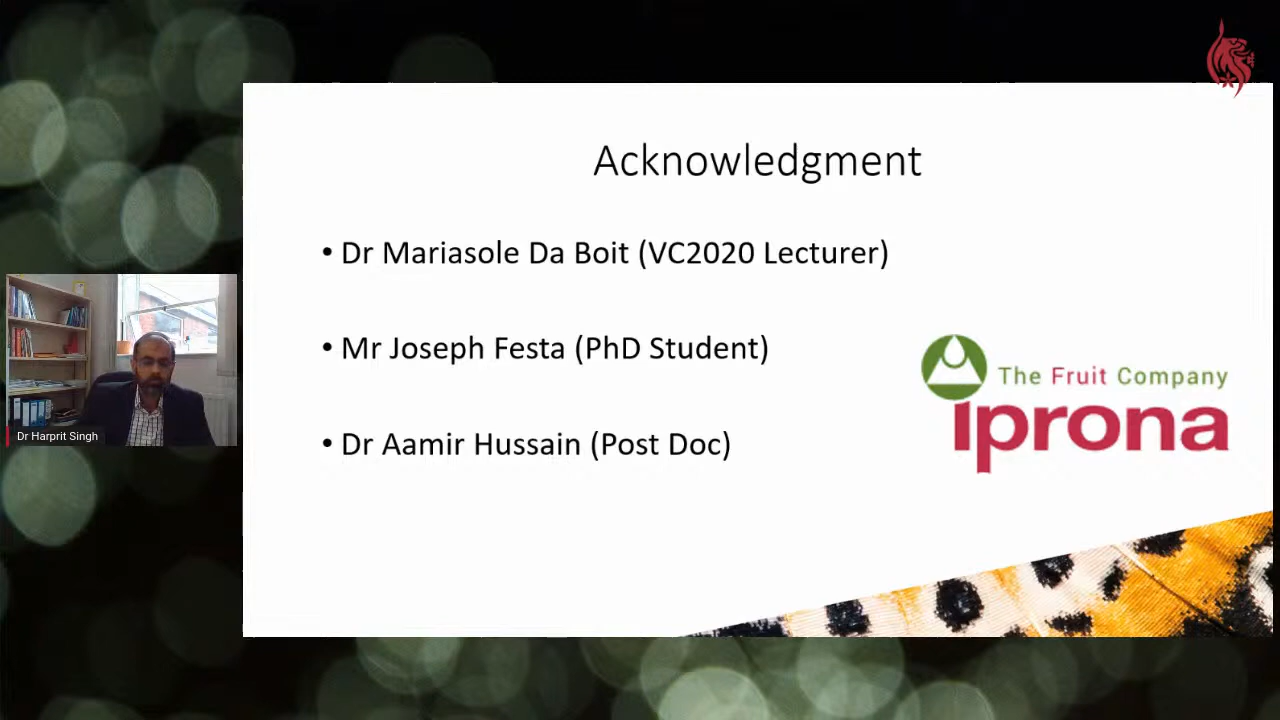 Acknowledgment
• Dr Mariasole Da Boit (VC2020 Lecturer)
• Mr Joseph Festa (PhD Student)
• Dr Aamir Hussain (Post Doc)
The Fruit Company
Iprona
Dr Harprit Singh